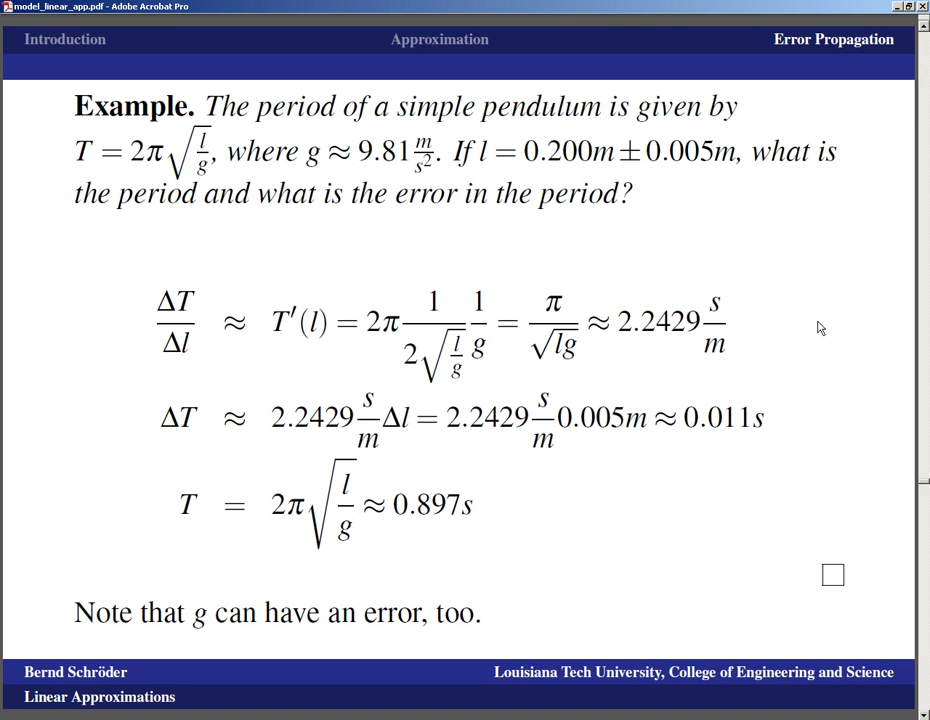 model_linear_app.pdf - Adobe Acrobat Pro
Introduction Approximation Error Propagation
Example. The period of a simple pendulum is given by
T = 2π√(l/g), where g ≈ 9.81 m/s². If l = 0.200m ± 0.005m, what is
the period and what is the error in the period?
ΔT/Δl ≈ T′(l) = 2π 1/(2√(l/g)) 1/g = π/√(lg) ≈ 2.2429 s/m
ΔT ≈ 2.2429 s/m Δl = 2.2429 s/m 0.005m ≈ 0.011s
T = 2π√(l/g) ≈ 0.897s
□
Note that g can have an error, too.
Bernd Schröder Louisiana Tech University, College of Engineering and Science
Linear Approximations